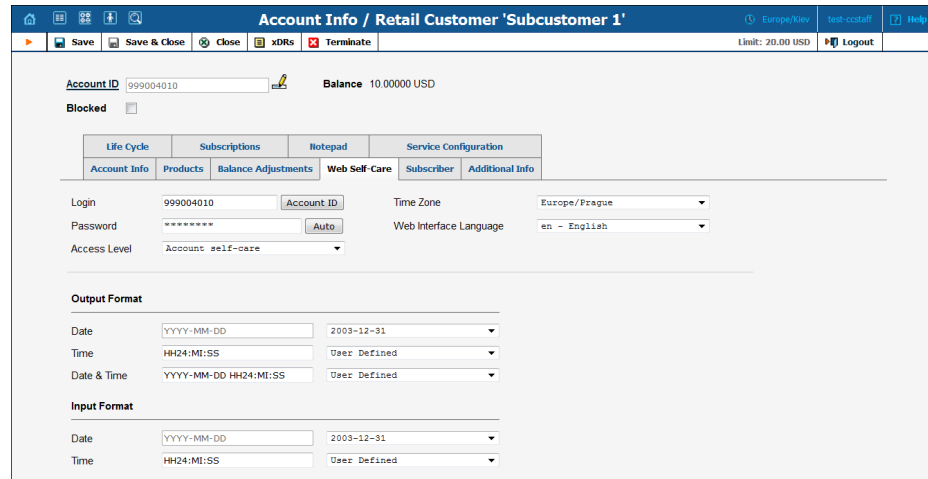 Account Info / Retail Customer 'Subcustomer 1' Europe/Kiev test-ccstaff Help
Save Save & Close Close xDRs Terminate Limit: 20.00 USD Logout
Account ID 999004010 Balance 10.00000 USD
Blocked
Life Cycle Subscriptions Notepad Service Configuration
Account Info Products Balance Adjustments Web Self-Care Subscriber Additional Info
Login 999004010 Account ID Time Zone Europe/Prague
Password ******** Auto Web Interface Language en - English
Access Level Account self-care
Output Format
Date YYYY-MM-DD 2003-12-31
Time HH24:MI:SS User Defined
Date & Time YYYY-MM-DD HH24:MI:SS User Defined
Input Format
Date YYYY-MM-DD 2003-12-31
Time HH24:MI:SS User Defined